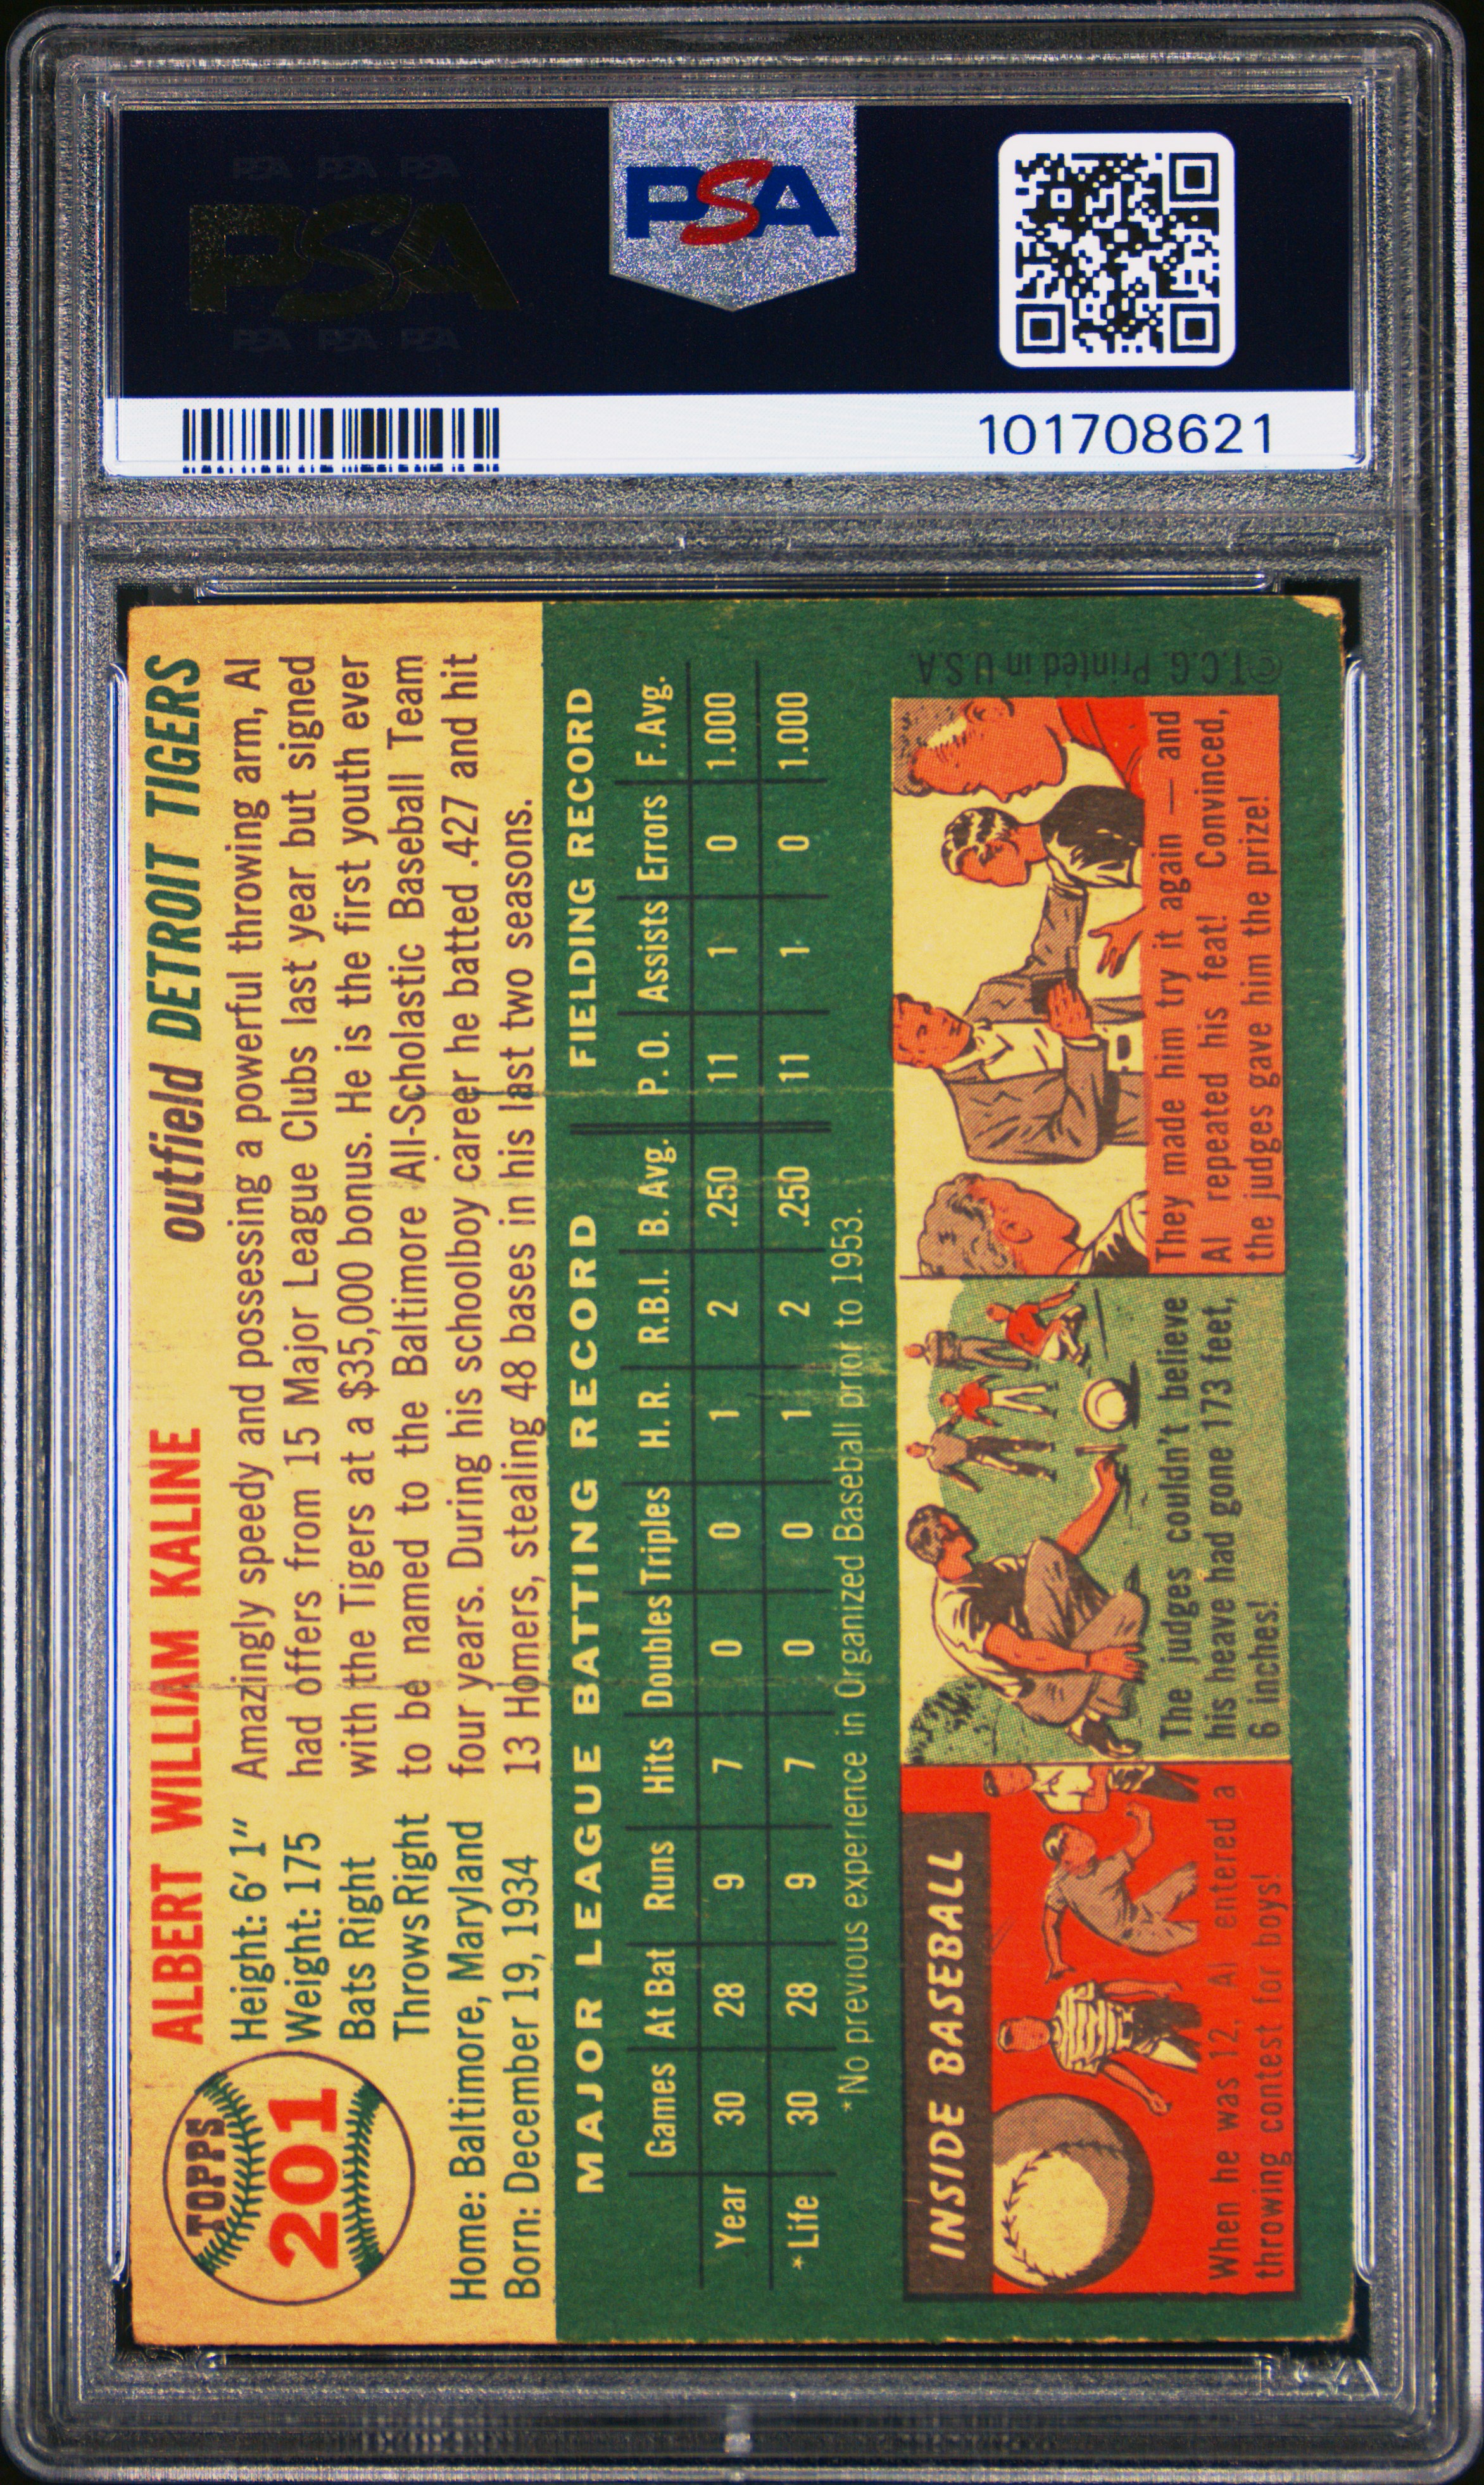 PSA PSA PSA
PSA
PSA PSA PSA
PSA
101708621
TOPPS
201
ALBERT WILLIAM KALINE
outfield DETROIT TIGERS
Height: 6' 1"
Weight: 175
Bats Right
Throws Right
Home: Baltimore, Maryland
Born: December 19, 1934
Amazingly speedy and possessing a powerful throwing arm, Al
had offers from 15 Major League Clubs last year but signed
with the Tigers at a $35,000 bonus. He is the first youth ever
to be named to the Baltimore All-Scholastic Baseball Team
four years. During his schoolboy career he batted .427 and hit
13 Homers, stealing 48 bases in his last two seasons.
MAJOR LEAGUE BATTING RECORD FIELDING RECORD
Games At Bat Runs Hits Doubles Triples H. R. R.B.I. B. Avg. P. O. Assists Errors F. Avg.
Year 30 28 9 7 0 0 1 2 .250 11 1 0 1.000
* Life 30 28 9 7 0 0 1 2 .250 11 1 0 1.000
*No previous experience in Organized Baseball prior to 1953.
INSIDE BASEBALL
When he was 12, Al entered a
throwing contest for boys!
The judges couldn't believe
his heave had gone 173 feet,
6 inches!
They made him try it again — and
Al repeated his feat! Convinced,
the judges gave him the prize!
©T.C.G. Printed in U.S.A.
PSA